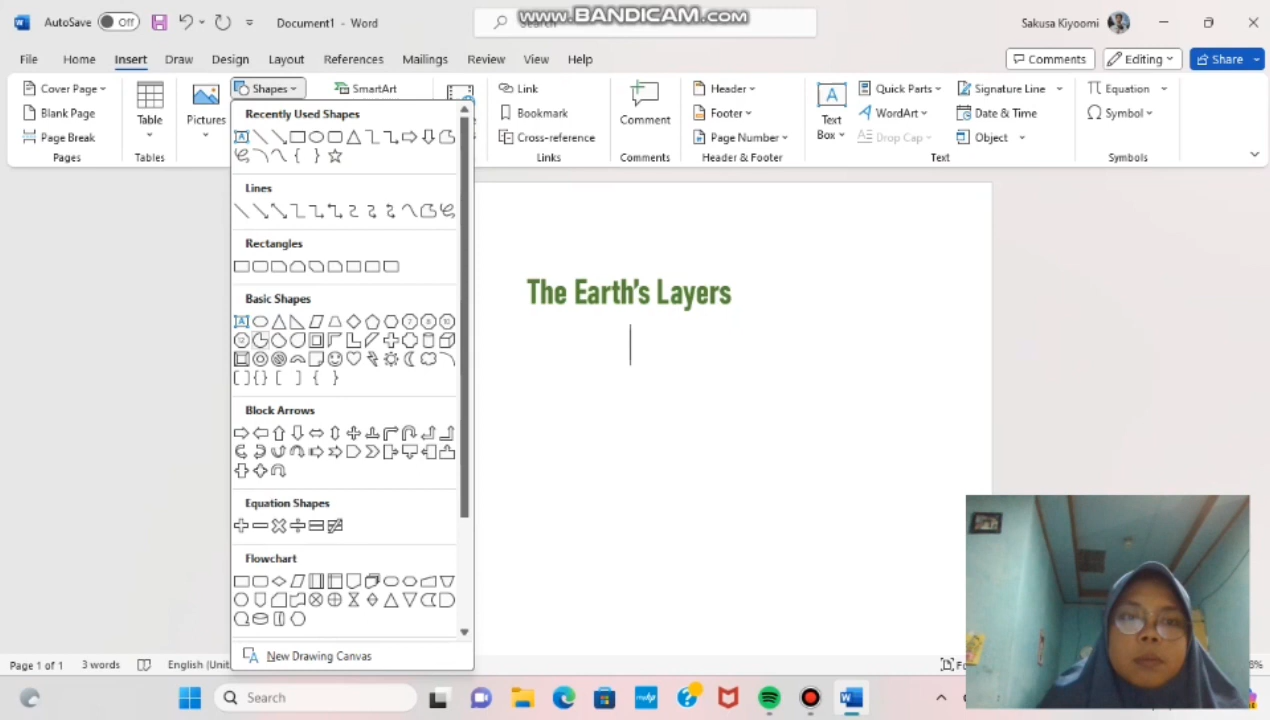 www.BANDICAM.com
AutoSave Off Document1 - Word Sakusa Kiyoomi
File Home Insert Draw Design Layout References Mailings Review View Help Comments Editing Share
Cover Page
Blank Page
Page Break
Pages
Table
Tables
Pictures
Shapes
SmartArt
Link
Bookmark
Cross-reference
Links
Comment
Comments
Header
Footer
Page Number
Header & Footer
Text
Box
Quick Parts
WordArt
Drop Cap
Signature Line
Date & Time
Object
Text
Equation
Symbol
Symbols
Recently Used Shapes
Lines
Rectangles
Basic Shapes
Block Arrows
Equation Shapes
Flowchart
New Drawing Canvas
The Earth's Layers
Page 1 of 1 3 words English
Search